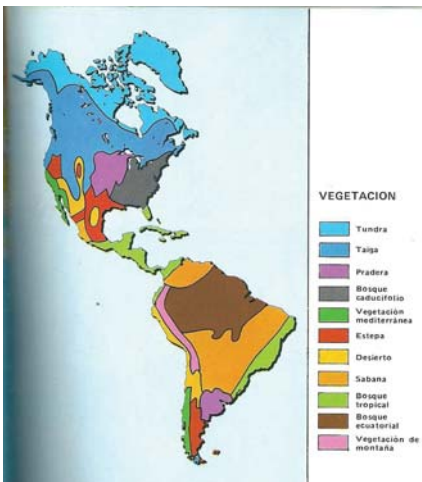 VEGETACION
Tundra
Taiga
Pradera
Bosque
caducifolio
Vegetación
mediterránea
Estepa
Desierto
Sabana
Bosque
tropical
Bosque
ecuatorial
Vegetación de
montaña